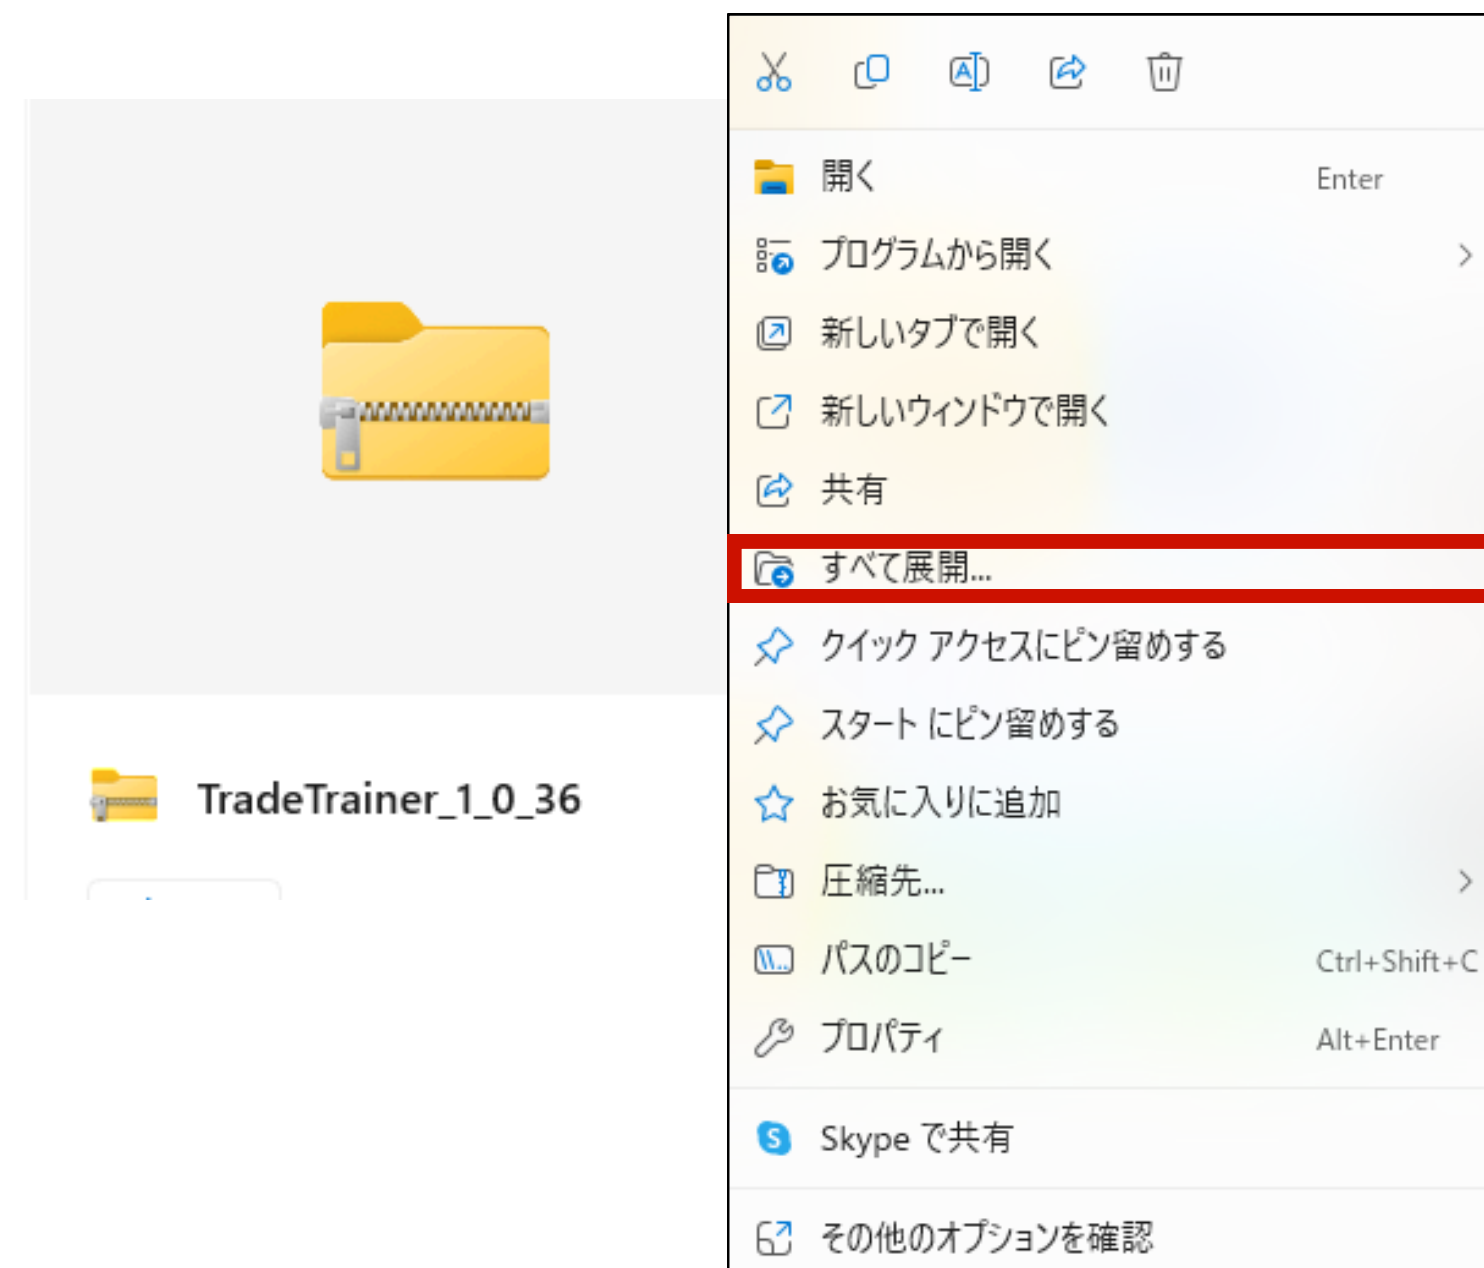 TradeTrainer_1_0_36
開く Enter
プログラムから開く
新しいタブで開く
新しいウィンドウで開く
共有
すべて展開...
クイック アクセスにピン留めする
スタート にピン留めする
お気に入りに追加
圧縮先...
パスのコピー Ctrl+Shift+C
プロパティ Alt+Enter
Skype で共有
その他のオプションを確認